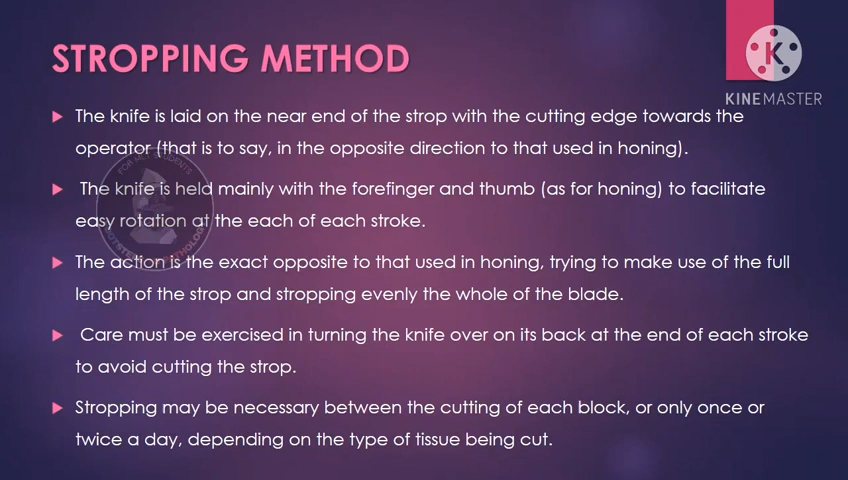 STROPPING METHOD
K
KINEMASTER
The knife is laid on the near end of the strop with the cutting edge towards the
operator (that is to say, in the opposite direction to that used in honing).
The knife is held mainly with the forefinger and thumb (as for honing) to facilitate
easy rotation at the each of each stroke.
The action is the exact opposite to that used in honing, trying to make use of the full
length of the strop and stropping evenly the whole of the blade.
Care must be exercised in turning the knife over on its back at the end of each stroke
to avoid cutting the strop.
Stropping may be necessary between the cutting of each block, or only once or
twice a day, depending on the type of tissue being cut.
FOR MLT STUDENTS